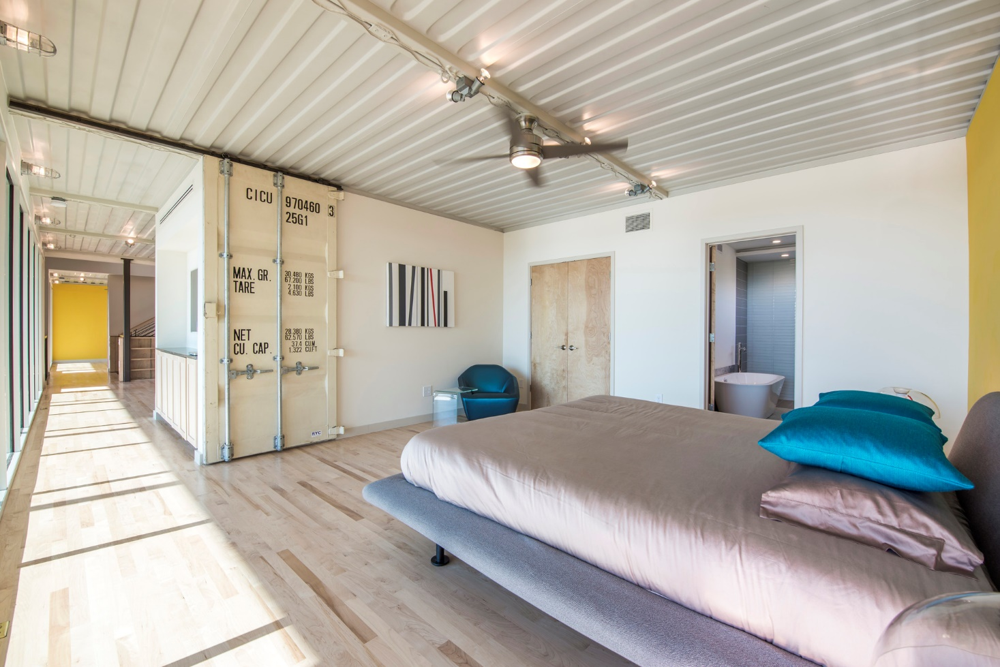 CICU 970460 3
25G1
MAX. GR. 30.480 KGS
67.200 LBS
TARE 2.100 KGS
4.630 LBS
NET 28.380 KGS
62.570 LBS
CU. CAP. 37.4 CU.M
1.322 CU.FT
RYC